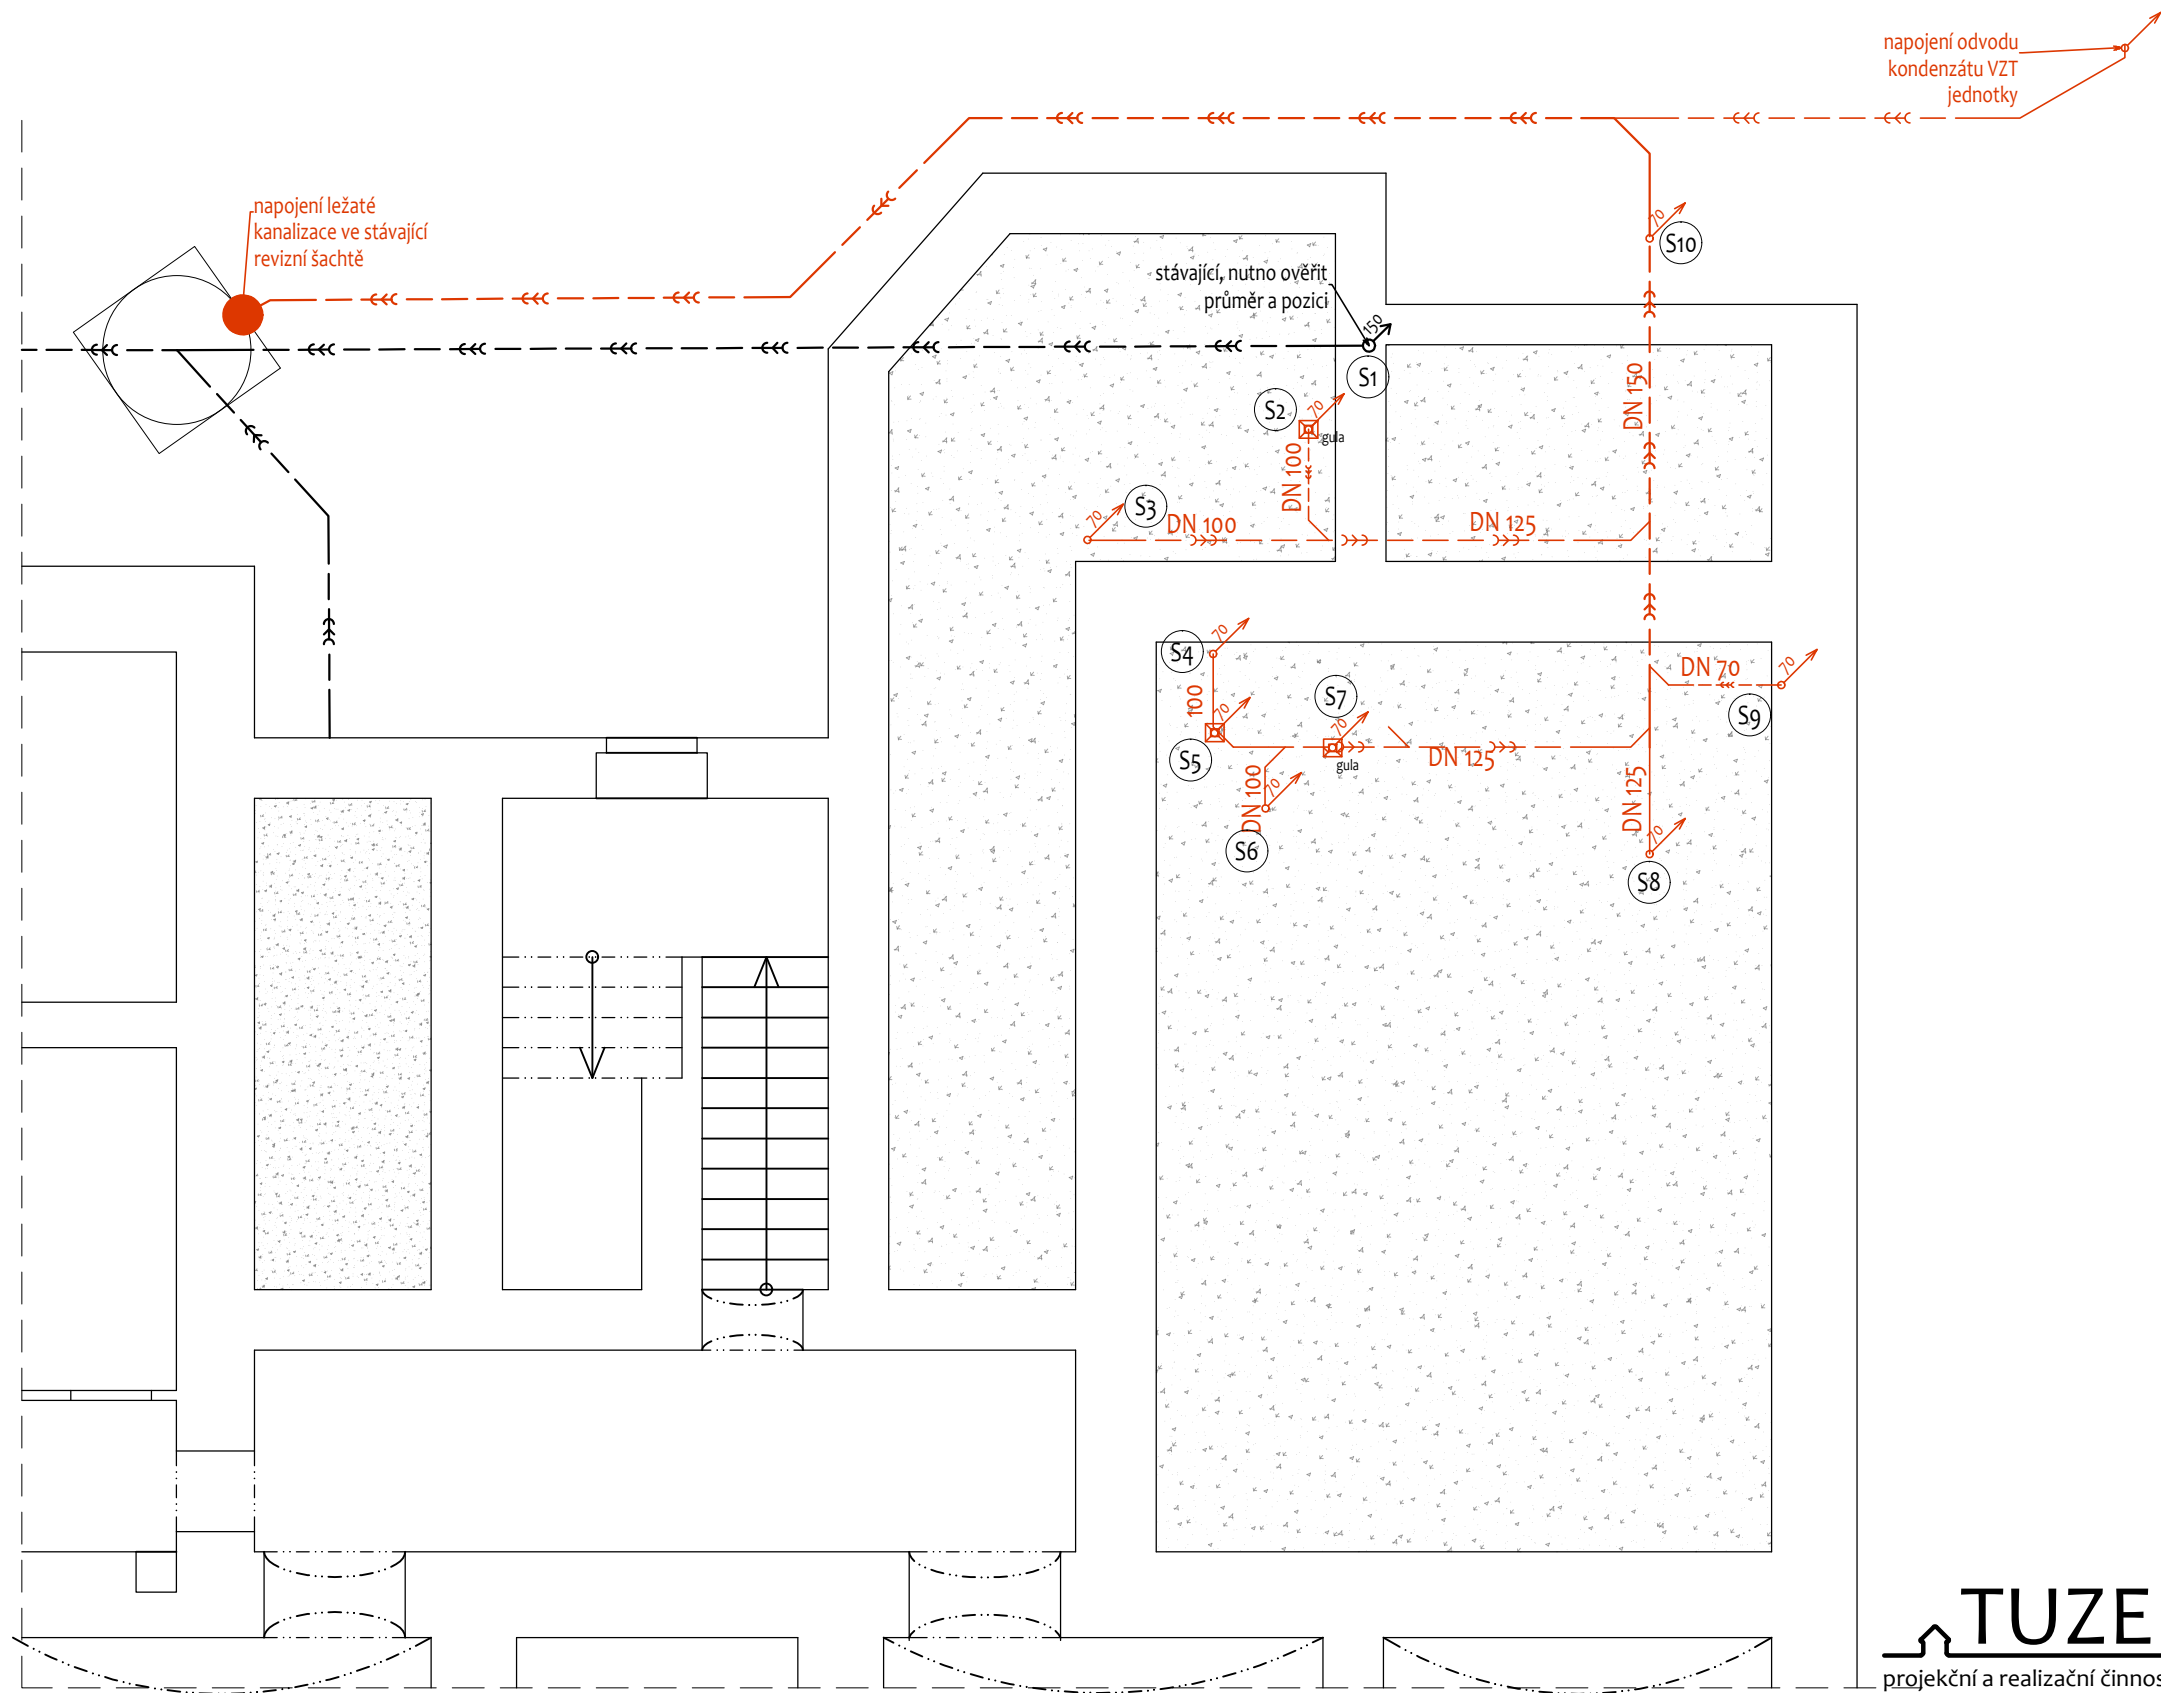 napojení odvodu
kondenzátu VZT
jednotky
napojení ležaté
kanalizace ve stávající
revizní šachtě
70
S10
stávající, nutno ověřit
průměr a pozici
150
S1
DN 150
S2
70
gula
DN 100
70
S3
DN 100
DN 125
S4
70
100
70
S5
S7
70
gula
DN 125
DN 70
70
S9
DN 100
70
S6
DN 125
70
S8
TUZE
projekční a realizační činnos